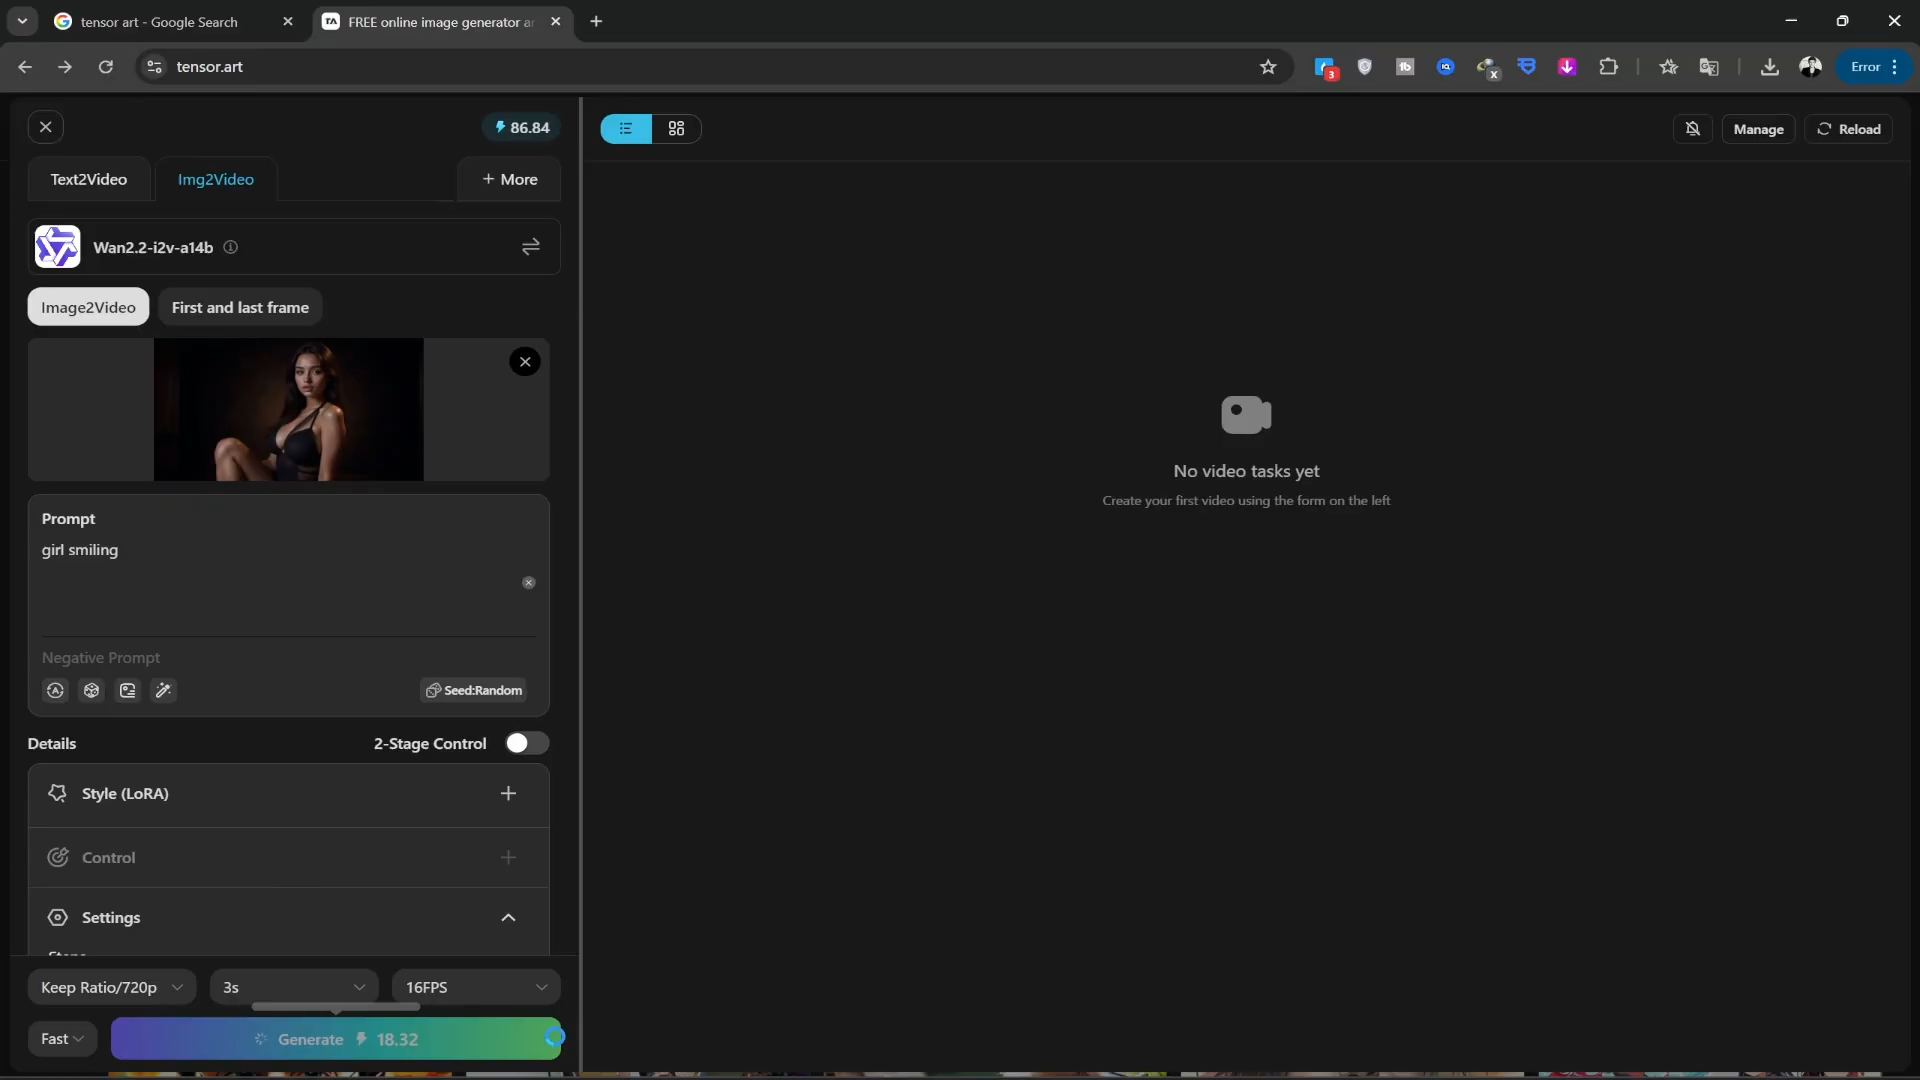 tensor art - Google Search
FREE online image generator ar
tensor.art
3
Error
86.84
Manage
Reload
Text2Video
Img2Video
+ More
Wan2.2-i2v-a14b
Image2Video
First and last frame
No video tasks yet
Create your first video using the form on the left
Prompt
girl smiling
Negative Prompt
Seed:Random
Details
2-Stage Control
Style (LoRA)
Control
Settings
Steps
Keep Ratio/720p
3s
16FPS
Fast
Generate
18.32